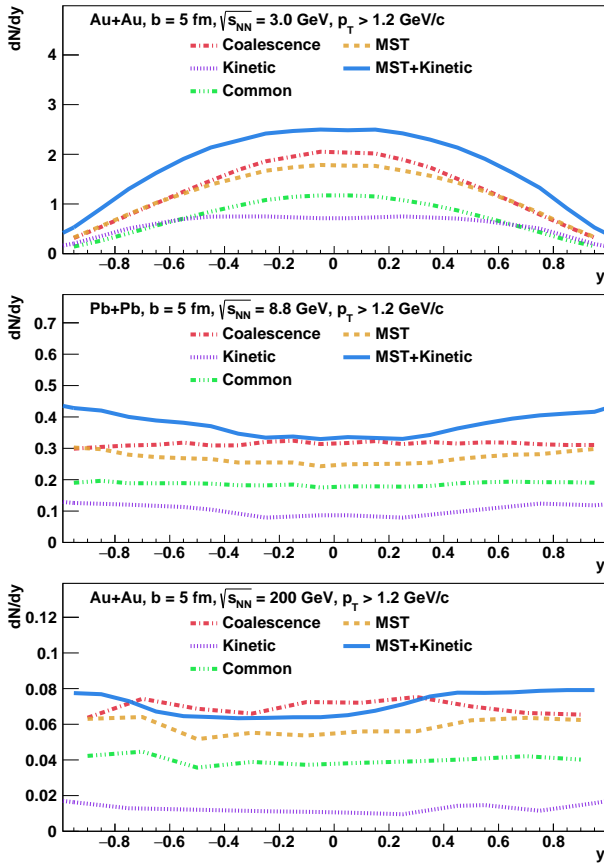 Au+Au, b = 5 fm, √s_NN = 3.0 GeV, p_T > 1.2 GeV/c
Coalescence
MST
Kinetic
MST+Kinetic
Common
dN/dy
4
3
2
1
0
−0.8 −0.6 −0.4 −0.2 0 0.2 0.4 0.6 0.8
y
Pb+Pb, b = 5 fm, √s_NN = 8.8 GeV, p_T > 1.2 GeV/c
Coalescence
MST
Kinetic
MST+Kinetic
Common
dN/dy
0.7
0.6
0.5
0.4
0.3
0.2
0.1
0
−0.8 −0.6 −0.4 −0.2 0 0.2 0.4 0.6 0.8
y
Au+Au, b = 5 fm, √s_NN = 200 GeV, p_T > 1.2 GeV/c
Coalescence
MST
Kinetic
MST+Kinetic
Common
dN/dy
0.12
0.1
0.08
0.06
0.04
0.02
0
−0.8 −0.6 −0.4 −0.2 0 0.2 0.4 0.6 0.8
y